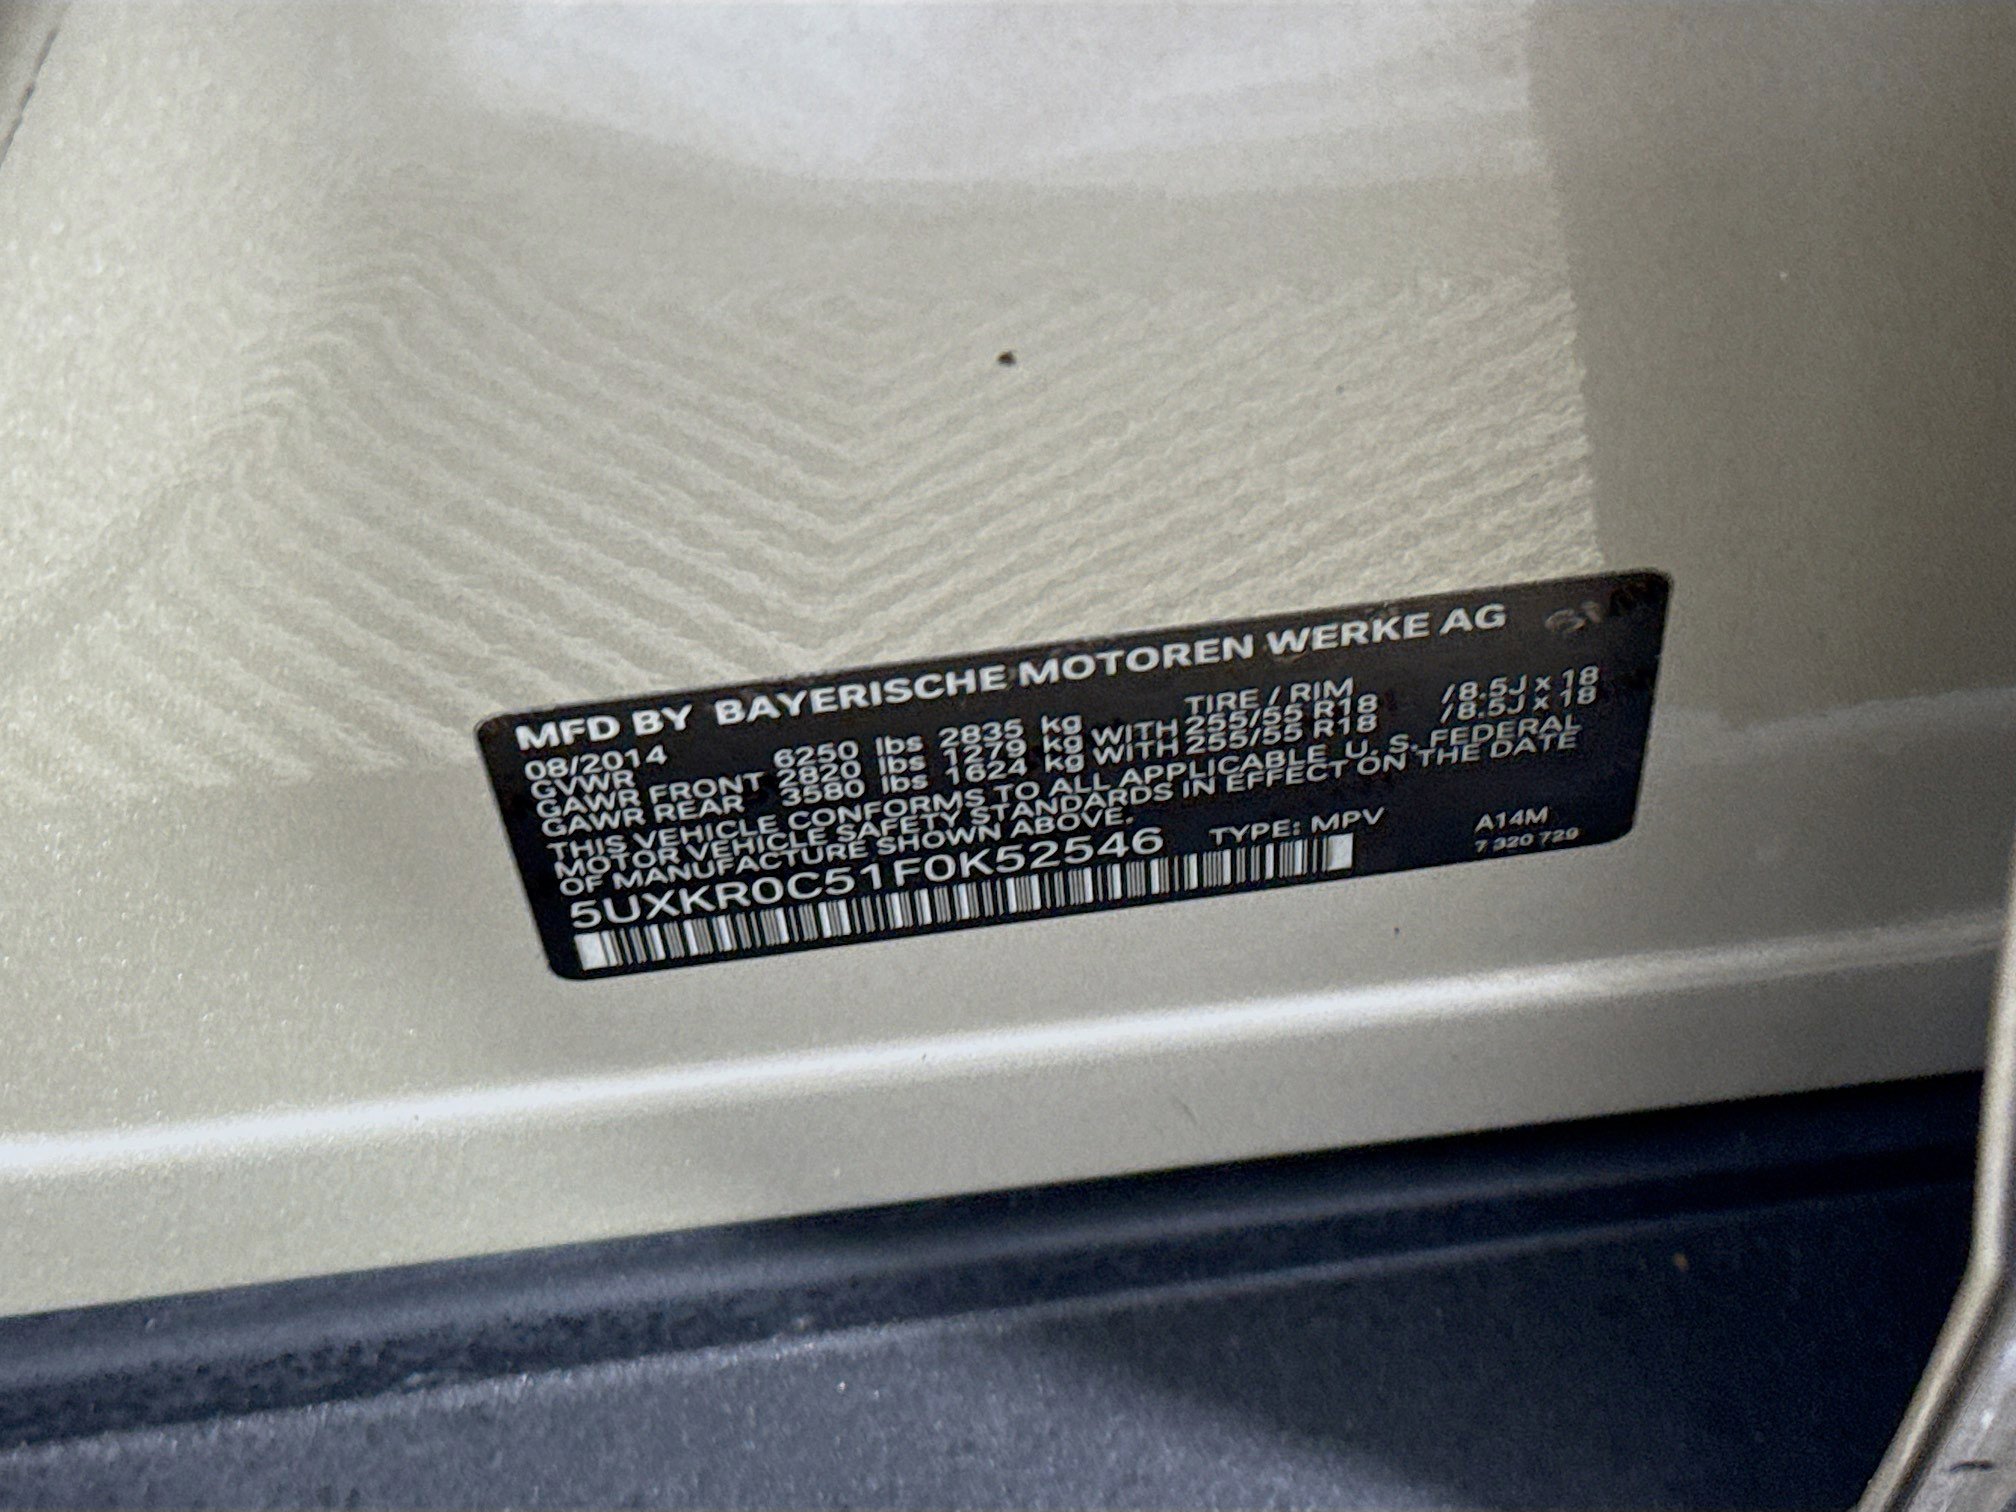 MFD BY BAYERISCHE MOTOREN WERKE AG
08/2014 TIRE / RIM
GVWR 6250 lbs 2835 kg
GAWR FRONT 2820 lbs 1279 kg WITH 255/55 R18 /8.5J x 18
GAWR REAR 3580 lbs 1624 kg WITH 255/55 R18 /8.5J x 18
THIS VEHICLE CONFORMS TO ALL APPLICABLE U. S. FEDERAL
MOTOR VEHICLE SAFETY STANDARDS IN EFFECT ON THE DATE
OF MANUFACTURE SHOWN ABOVE.
5UXKR0C51F0K52546 TYPE: MPV A14M
7 320 729